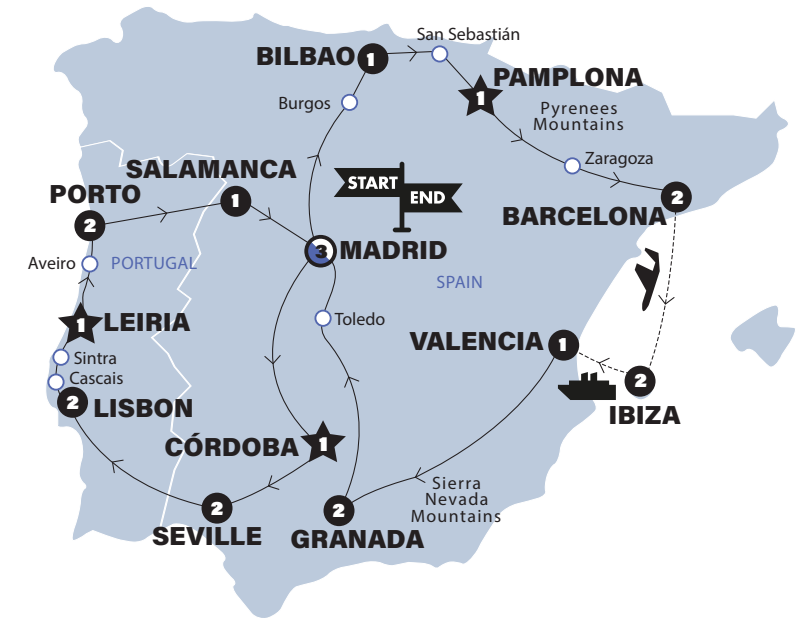 San Sebastián
BILBAO
1
PAMPLONA
1
Burgos
Pyrenees
Mountains
Zaragoza
SALAMANCA
1
START
END
PORTO
2
BARCELONA
2
MADRID
3
Aveiro
PORTUGAL
SPAIN
LEIRIA
1
Toledo
VALENCIA
1
Sintra
Cascais
2
IBIZA
LISBON
2
CÓRDOBA
1
Sierra
Nevada
Mountains
2
SEVILLE
2
GRANADA